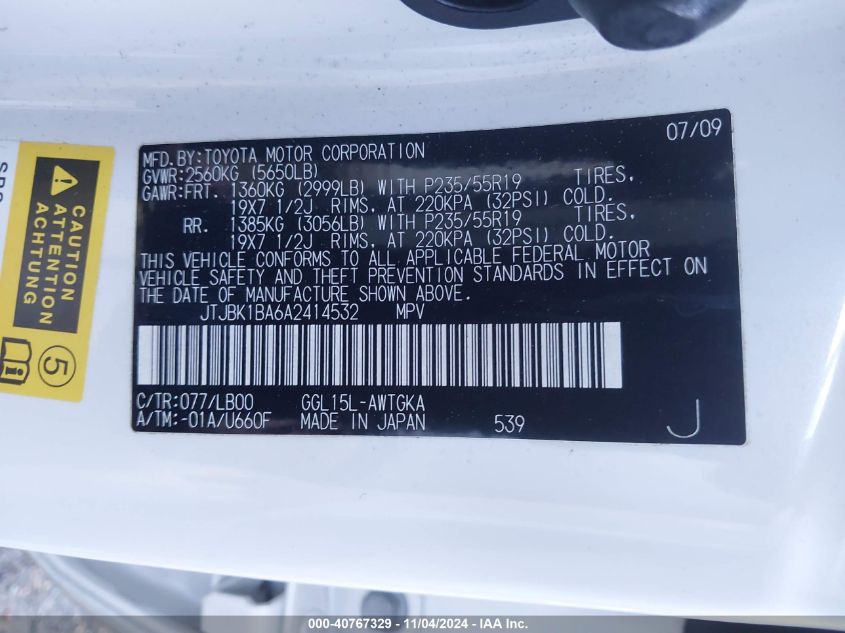 07/09
MFD. BY: TOYOTA MOTOR CORPORATION
GVWR: 2560KG (5650LB)
GAWR: FRT. 1360KG (2999LB) WITH P235/55R19 TIRES,
19X7 1/2J RIMS, AT 220KPA (32PSI) COLD.
RR. 1385KG (3056LB) WITH P235/55R19 TIRES,
19X7 1/2J RIMS, AT 220KPA (32PSI) COLD.
THIS VEHICLE CONFORMS TO ALL APPLICABLE FEDERAL MOTOR
VEHICLE SAFETY AND THEFT PREVENTION STANDARDS IN EFFECT ON
THE DATE OF MANUFACTURE SHOWN ABOVE.
JTJBK1BA6A2414532 MPV
C/TR: 077/LB00 GGL15L-AWTGKA
A/TM: -01A/U660F MADE IN JAPAN 539 J
CAUTION
ATTENTION
ACHTUNG
5
000-40767329 - 11/04/2024 - IAA Inc.